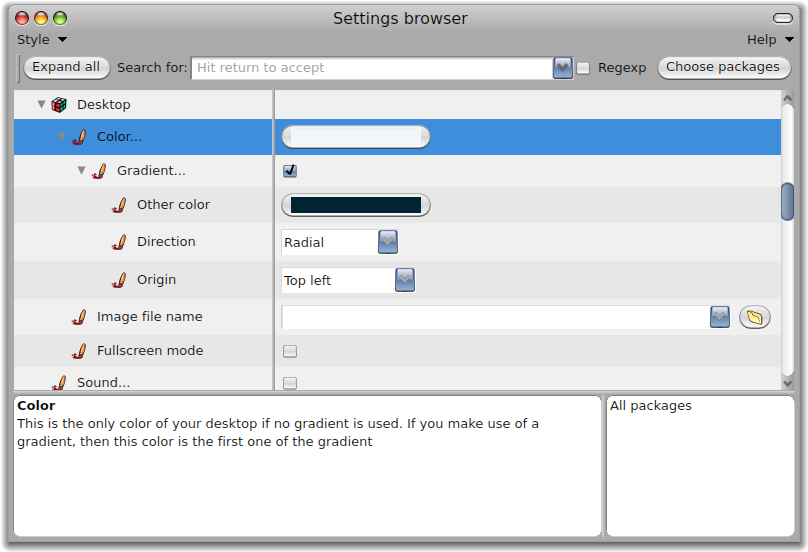 Settings browser
Style Help
Expand all Search for: Hit return to accept Regexp Choose packages
Desktop
Color...
Gradient...
Other color
Direction Radial
Origin Top left
Image file name
Fullscreen mode
Sound...
Color
This is the only color of your desktop if no gradient is used. If you make use of a
gradient, then this color is the first one of the gradient
All packages